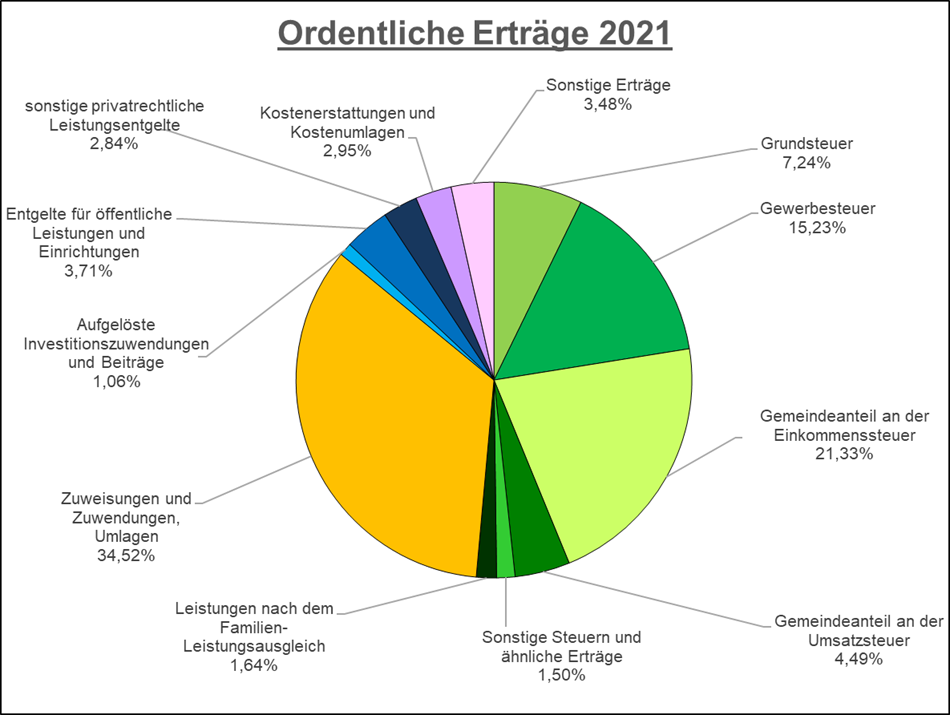 Ordentliche Erträge 2021
Sonstige Erträge
3,48%
Grundsteuer
7,24%
Gewerbesteuer
15,23%
Gemeindeanteil an der
Einkommenssteuer
21,33%
Gemeindeanteil an der
Umsatzsteuer
4,49%
Sonstige Steuern und
ähnliche Erträge
1,50%
Leistungen nach dem
Familien-
Leistungsausgleich
1,64%
Zuweisungen und
Zuwendungen,
Umlagen
34,52%
Aufgelöste
Investitionszuwendungen
und Beiträge
1,06%
Entgelte für öffentliche
Leistungen und
Einrichtungen
3,71%
sonstige privatrechtliche
Leistungsentgelte
2,84%
Kostenerstattungen und
Kostenumlagen
2,95%